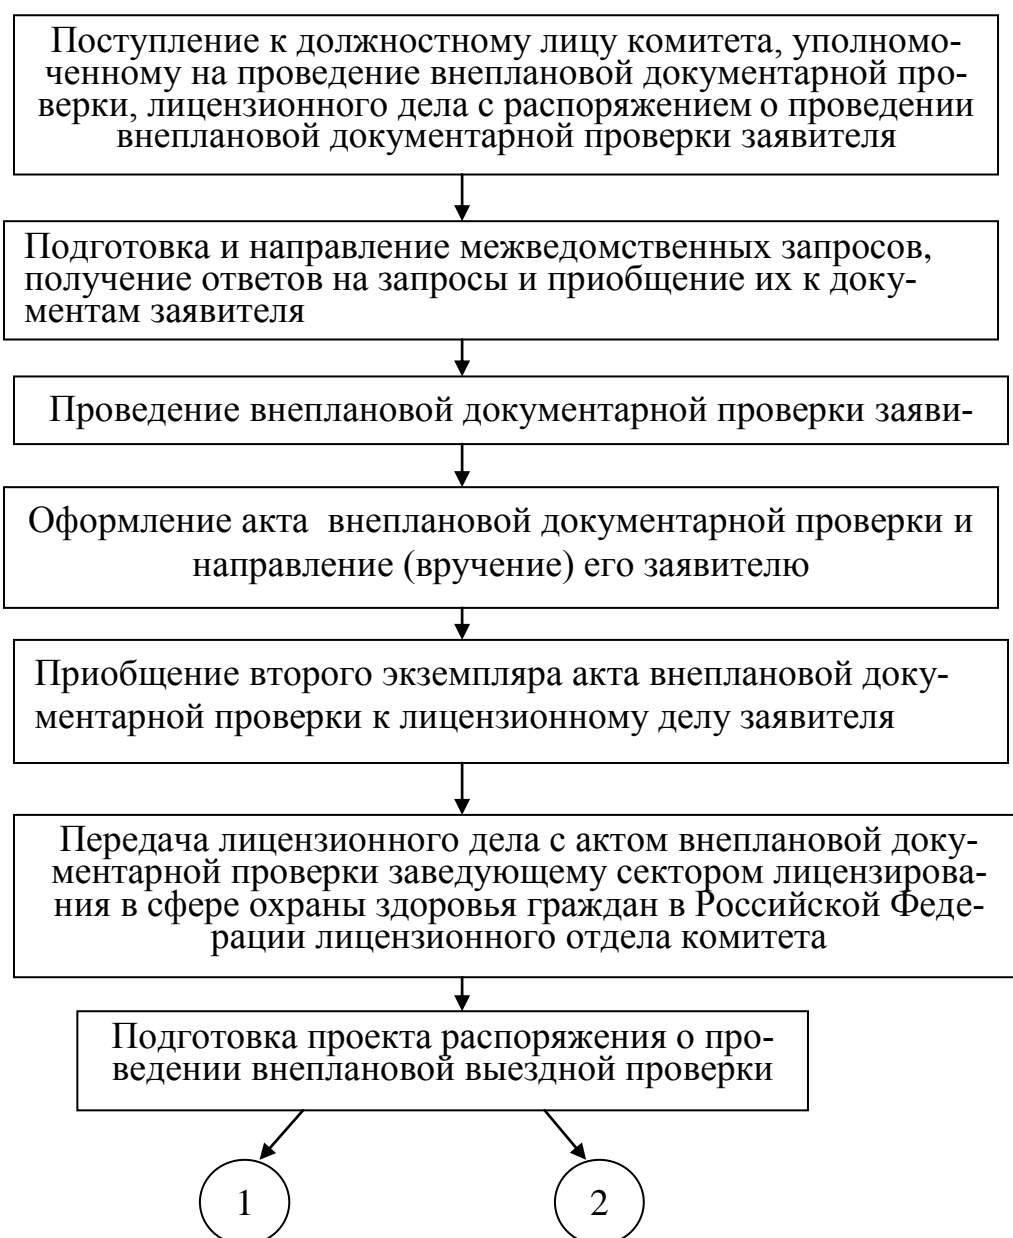 Поступление к должностному лицу комитета, уполномо-
ченному на проведение внеплановой документарной про-
верки, лицензионного дела с распоряжением о проведении
внеплановой документарной проверки заявителя
Подготовка и направление межведомственных запросов,
получение ответов на запросы и приобщение их к доку-
ментам заявителя
Проведение внеплановой документарной проверки заяви-
Оформление акта  внеплановой документарной проверки и
направление (вручение) его заявителю
Приобщение второго экземпляра акта внеплановой доку-
ментарной проверки к лицензионному делу заявителя
Передача лицензионного дела с актом внеплановой доку-
ментарной проверки заведующему сектором лицензирова-
ния в сфере охраны здоровья граждан в Российской Феде-
рации лицензионного отдела комитета
Подготовка проекта распоряжения о про-
ведении внеплановой выездной проверки
1 2